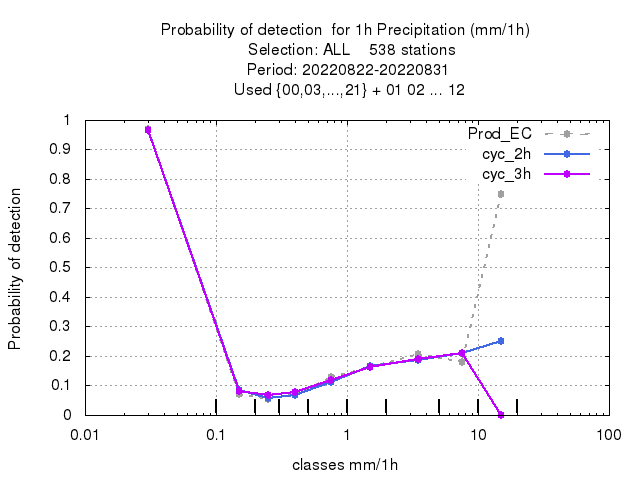 Probability of detection  for 1h Precipitation (mm/1h)
Selection: ALL    538 stations
Period: 20220822-20220831
Used {00,03,...,21} + 01 02 ... 12
Prod_EC
cyc_2h
cyc_3h
Probability of detection
1
0.9
0.8
0.7
0.6
0.5
0.4
0.3
0.2
0.1
0
0.01 0.1 1 10 100
classes mm/1h